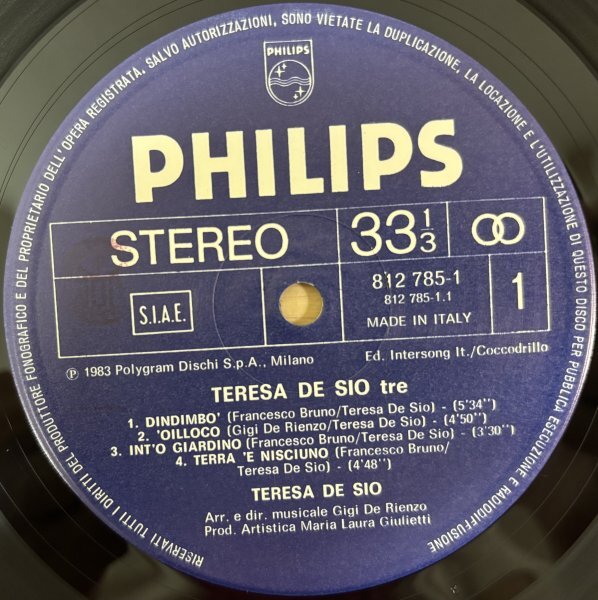 RISERVATI TUTTI I DIRITTI DEL PRODUTTORE FONOGRAFICO E DEL PROPRIETARIO DELL'OPERA REGISTRATA, SALVO AUTORIZZAZIONI, SONO VIETATE LA DUPLICAZIONE, LA LOCAZIONE E L'UTILIZZAZIONE DI QUESTO DISCO PER PUBBLICA ESECUZIONE E RADIODIFFUSIONE
PHILIPS
PHILIPS
STEREO
33 1/3
812 785-1
812 785-1.1
1
S.I.A.E.
MADE IN ITALY
℗ 1983 Polygram Dischi S.p.A., Milano
Ed. Intersong It./Coccodrillo
TERESA DE SIO tre
1. DINDIMBO' (Francesco Bruno/Teresa De Sio) - (5'34'')
2. 'OILLOCO (Gigi De Rienzo/Teresa De Sio) - (4'50'')
3. INT'O GIARDINO (Francesco Bruno/Teresa De Sio) - (3'30'')
4. TERRA 'E NISCIUNO (Francesco Bruno/
Teresa De Sio) - (4'48'')
TERESA DE SIO
Arr. e dir. musicale Gigi De Rienzo
Prod. Artistica Maria Laura Giulietti